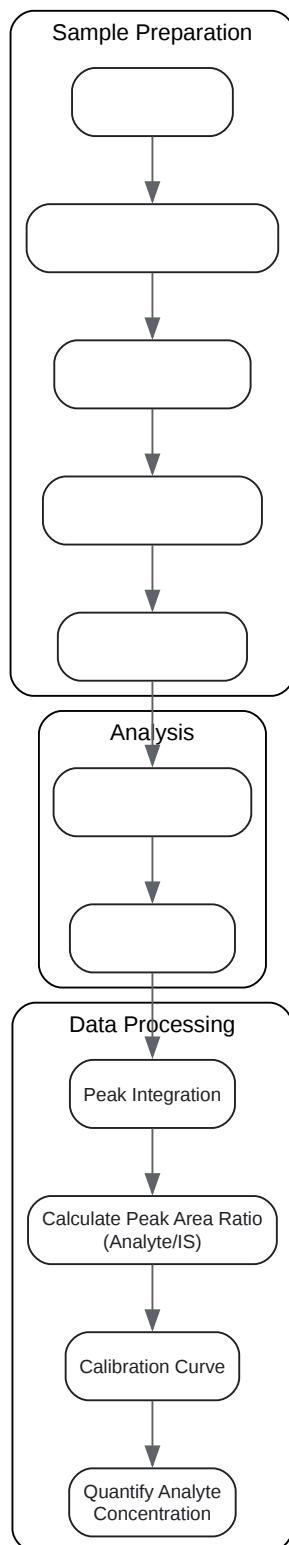 Sample Preparation
Analysis
Data Processing
Peak Integration
Calculate Peak Area Ratio
(Analyte/IS)
Calibration Curve
Quantify Analyte
Concentration